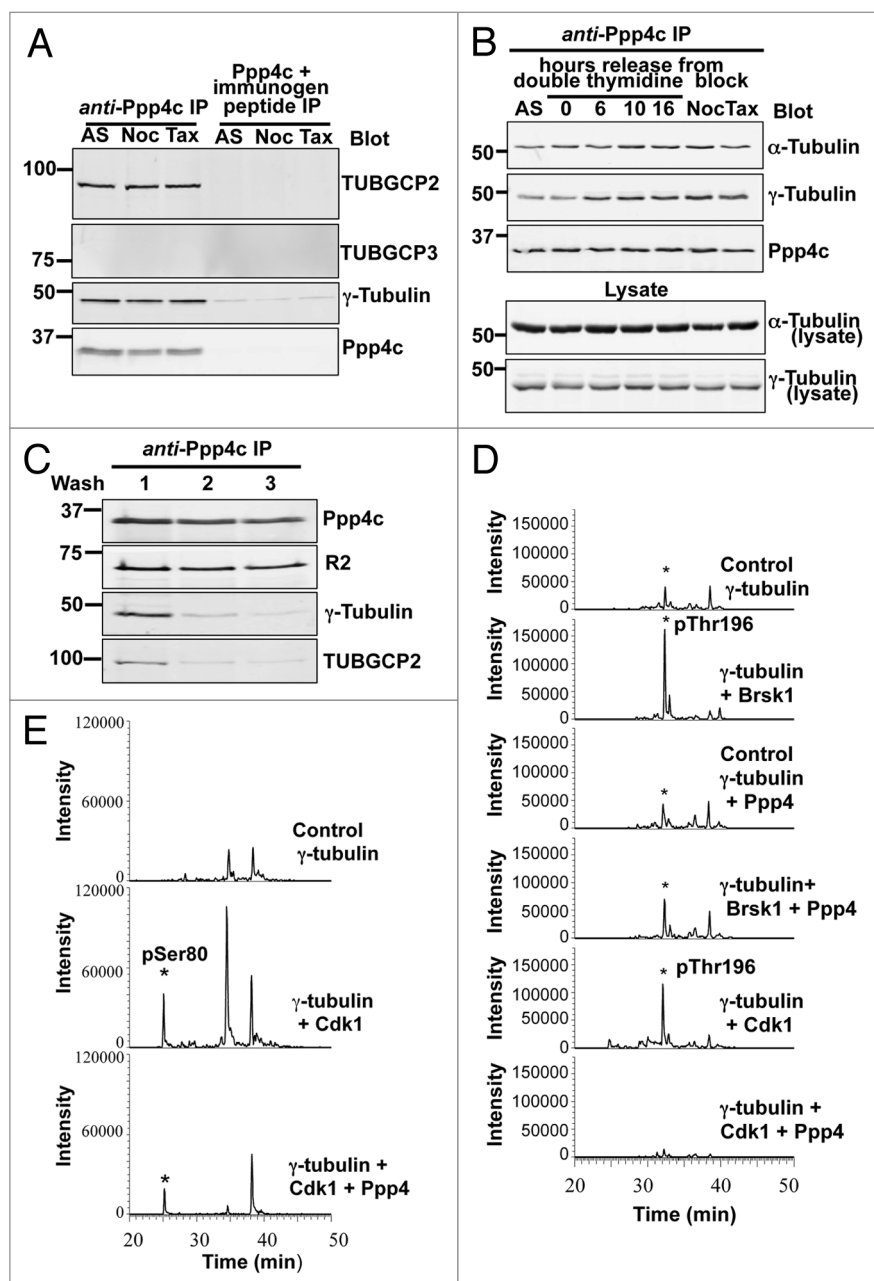 A
anti-Ppp4c IP
Ppp4c +
immunogen
peptide IP
AS Noc Tax AS Noc Tax Blot
100
TUBGCP2
75
TUBGCP3
50
γ-Tubulin
37
Ppp4c
B
anti-Ppp4c IP
hours release from
double thymidine block
AS 0 6 10 16 Noc Tax Blot
50
α-Tubulin
50
γ-Tubulin
37
Ppp4c
Lysate
50
α-Tubulin
(lysate)
50
γ-Tubulin
(lysate)
C
anti-Ppp4c IP
Wash 1 2 3
37
Ppp4c
75
R2
50
γ-Tubulin
100
TUBGCP2
D
Intensity
150000
100000
50000
0
*
Control
γ-tubulin
Intensity
150000
100000
50000
0
* pThr196
γ-tubulin
+ Brsk1
Intensity
150000
100000
50000
0
*
Control
γ-tubulin
+ Ppp4
Intensity
150000
100000
50000
0
*
γ-tubulin+
Brsk1 + Ppp4
Intensity
150000
100000
50000
0
pThr196
*
γ-tubulin
+ Cdk1
Intensity
150000
100000
50000
0
γ-tubulin +
Cdk1 + Ppp4
20 30 40 50
Time (min)
E
Intensity
120000
60000
0
Control
γ-tubulin
Intensity
120000
60000
0
pSer80
*
γ-tubulin
+ Cdk1
Intensity
120000
60000
0
*
γ-tubulin +
Cdk1 + Ppp4
20 30 40 50
Time (min)